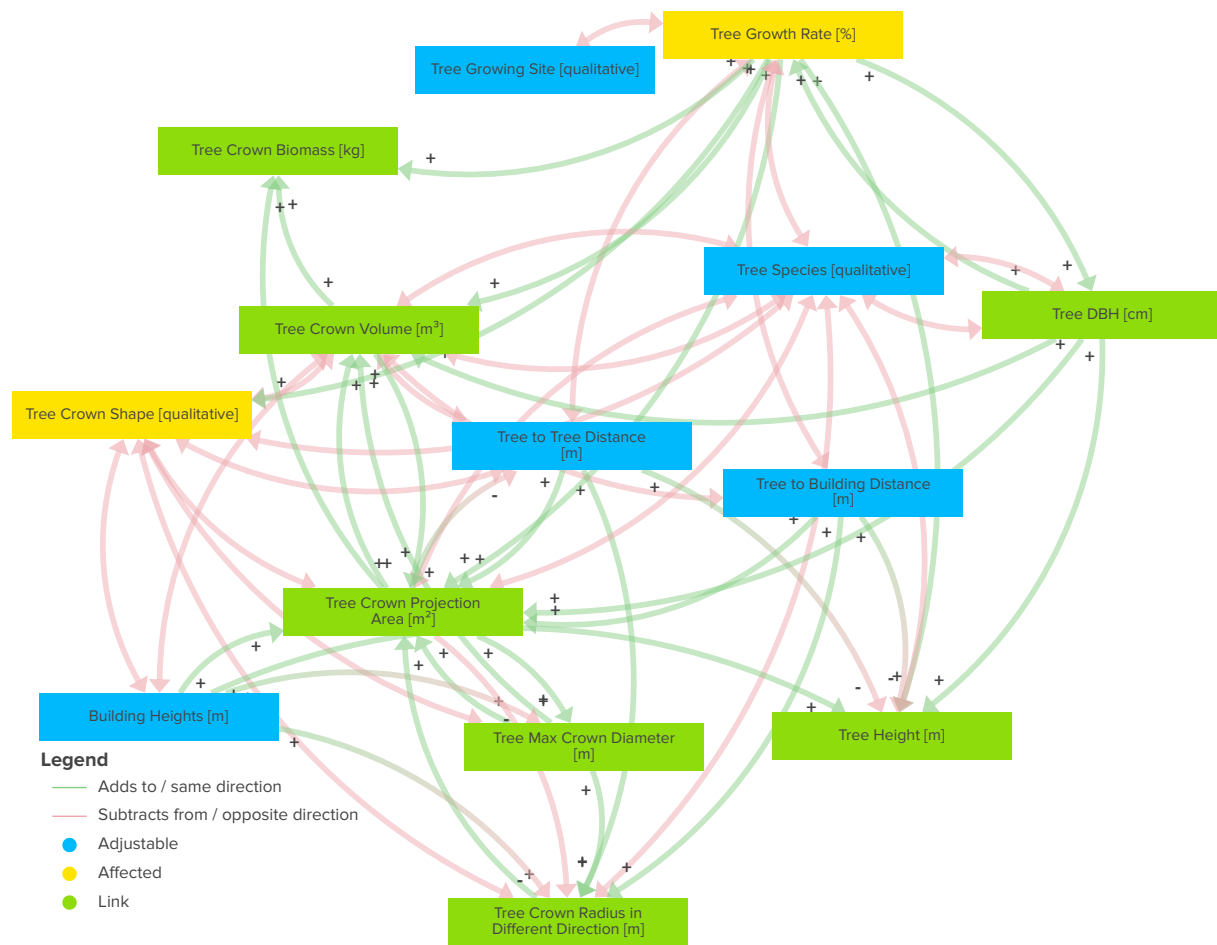 Tree Growth Rate [%]
Tree Growing Site [qualitative]
Tree Crown Biomass [kg]
Tree Species [qualitative]
Tree DBH [cm]
Tree Crown Volume [m³]
Tree Crown Shape [qualitative]
Tree to Tree Distance
[m]
Tree to Building Distance
[m]
Tree Crown Projection
Area [m²]
Building Heights [m]
Tree Max Crown Diameter
[m]
Tree Height [m]
Legend
Adds to / same direction
Subtracts from / opposite direction
Adjustable
Affected
Link
Tree Crown Radius in
Different Direction [m]